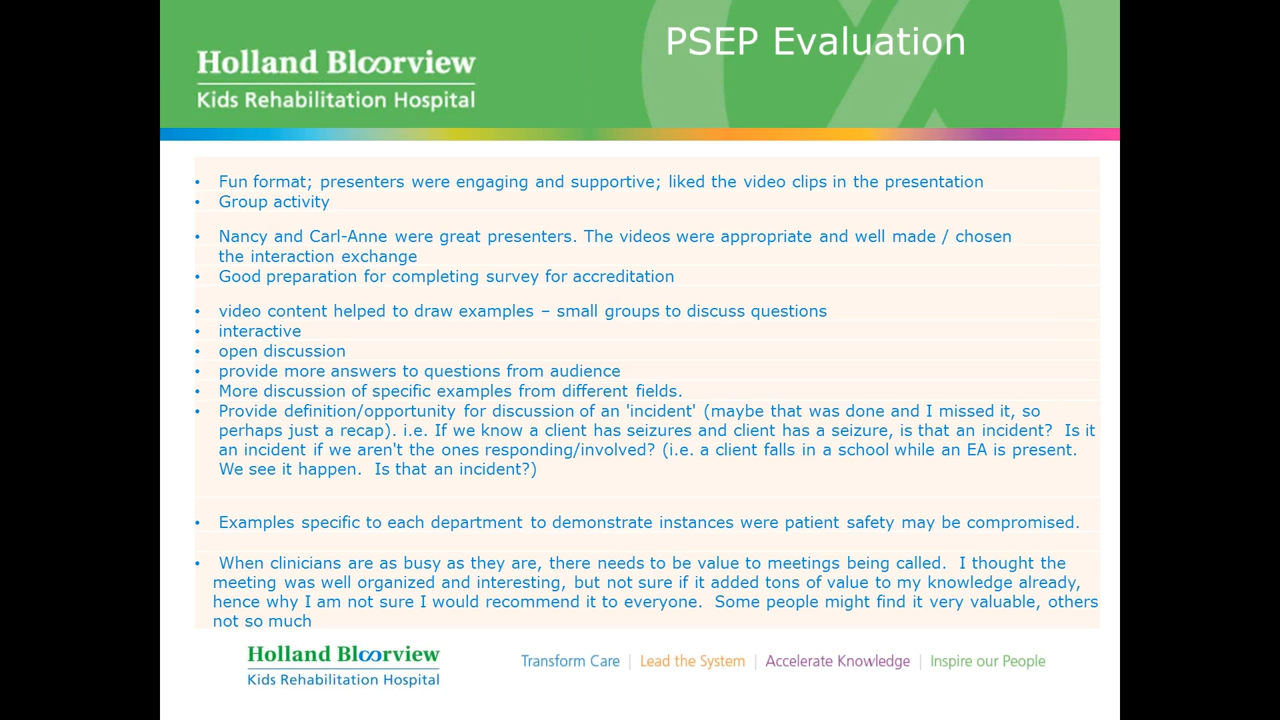 PSEP Evaluation
Holland Bloorview
Kids Rehabilitation Hospital
• Fun format; presenters were engaging and supportive; liked the video clips in the presentation
• Group activity
• Nancy and Carl-Anne were great presenters. The videos were appropriate and well made / chosen
the interaction exchange
• Good preparation for completing survey for accreditation
• video content helped to draw examples – small groups to discuss questions
• interactive
• open discussion
• provide more answers to questions from audience
• More discussion of specific examples from different fields.
• Provide definition/opportunity for discussion of an 'incident' (maybe that was done and I missed it, so
perhaps just a recap). i.e. If we know a client has seizures and client has a seizure, is that an incident?  Is it
an incident if we aren't the ones responding/involved? (i.e. a client falls in a school while an EA is present.
We see it happen.  Is that an incident?)
• Examples specific to each department to demonstrate instances were patient safety may be compromised.
• When clinicians are as busy as they are, there needs to be value to meetings being called.  I thought the
meeting was well organized and interesting, but not sure if it added tons of value to my knowledge already,
hence why I am not sure I would recommend it to everyone.  Some people might find it very valuable, others
not so much
Holland Bloorview
Kids Rehabilitation Hospital
Transform Care | Lead the System | Accelerate Knowledge | Inspire our People